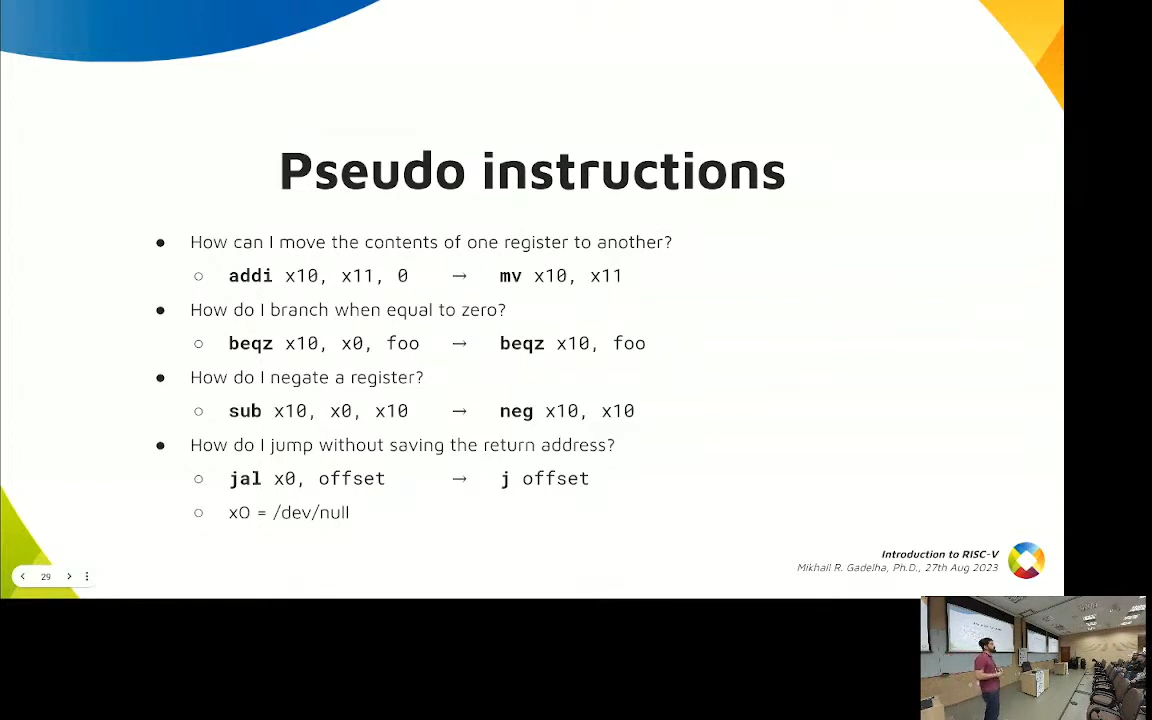 Pseudo instructions
● How can I move the contents of one register to another?
○ addi x10, x11, 0 → mv x10, x11
● How do I branch when equal to zero?
○ beqz x10, x0, foo → beqz x10, foo
● How do I negate a register?
○ sub x10, x0, x10 → neg x10, x10
● How do I jump without saving the return address?
○ jal x0, offset → j offset
○ x0 = /dev/null
Introduction to RISC-V
Mikhail R. Gadelha, Ph.D., 27th Aug 2023
29